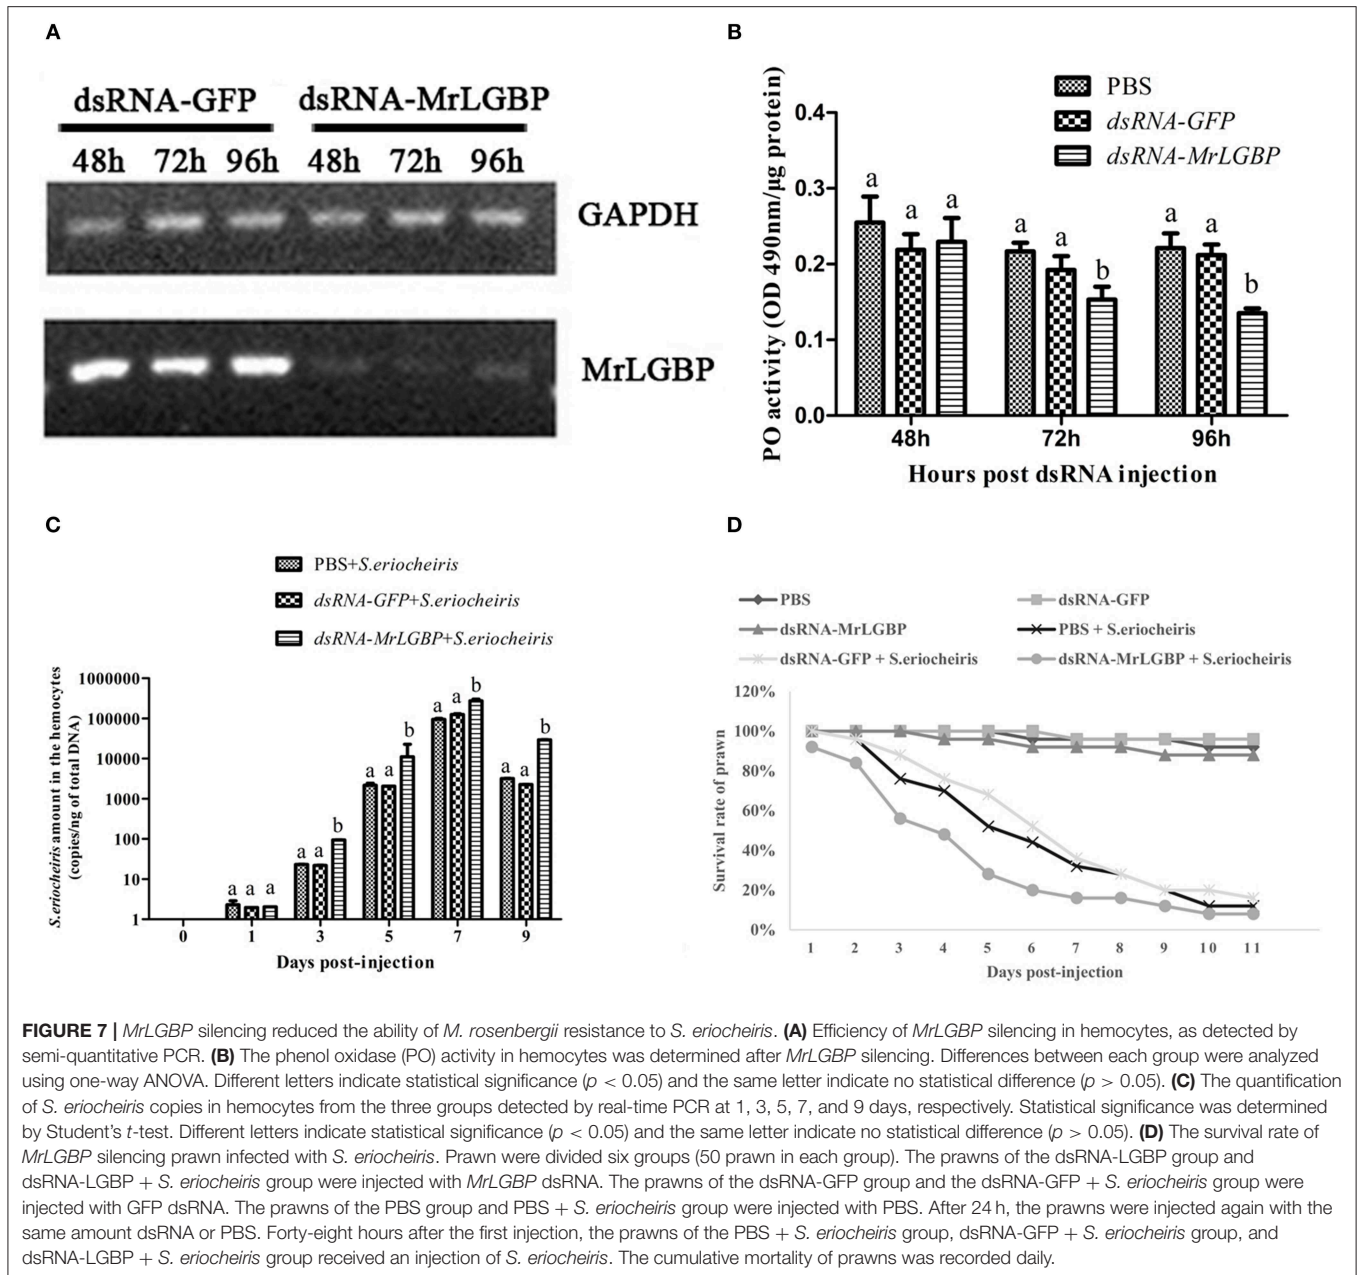 A
dsRNA-GFP dsRNA-MrLGBP
48h 72h 96h 48h 72h 96h
GAPDH
MrLGBP
B
PBS
dsRNA-GFP
dsRNA-MrLGBP
PO activity (OD 490nm/μg protein)
0.4
0.3
0.2
0.1
0.0
a a a
a a b
a a b
48h 72h 96h
Hours post dsRNA injection
C
PBS+S.eriocheiris
dsRNA-GFP+S.eriocheiris
dsRNA-MrLGBP+S.eriocheiris
S.eriocheiris amount in the hemocytes
(copies/ng of total DNA)
1000000
100000
10000
1000
100
10
1
a a a
a a b
a a b
a a b
a a b
0 1 3 5 7 9
Days post-injection
D
PBS dsRNA-GFP
dsRNA-MrLGBP PBS + S.eriocheiris
dsRNA-GFP + S.eriocheiris dsRNA-MrLGBP + S.eriocheiris
Survival rate of prawn
120%
100%
80%
60%
40%
20%
0%
1 2 3 4 5 6 7 8 9 10 11
Days post-injection
FIGURE 7 | MrLGBP silencing reduced the ability of M. rosenbergii resistance to S. eriocheiris. (A) Efficiency of MrLGBP silencing in hemocytes, as detected by
semi-quantitative PCR. (B) The phenol oxidase (PO) activity in hemocytes was determined after MrLGBP silencing. Differences between each group were analyzed
using one-way ANOVA. Different letters indicate statistical significance (p < 0.05) and the same letter indicate no statistical difference (p > 0.05). (C) The quantification
of S. eriocheiris copies in hemocytes from the three groups detected by real-time PCR at 1, 3, 5, 7, and 9 days, respectively. Statistical significance was determined
by Student's t-test. Different letters indicate statistical significance (p < 0.05) and the same letter indicate no statistical difference (p > 0.05). (D) The survival rate of
MrLGBP silencing prawn infected with S. eriocheiris. Prawn were divided six groups (50 prawn in each group). The prawns of the dsRNA-LGBP group and
dsRNA-LGBP + S. eriocheiris group were injected with MrLGBP dsRNA. The prawns of the dsRNA-GFP group and the dsRNA-GFP + S. eriocheiris group were
injected with GFP dsRNA. The prawns of the PBS group and PBS + S. eriocheiris group were injected with PBS. After 24 h, the prawns were injected again with the
same amount dsRNA or PBS. Forty-eight hours after the first injection, the prawns of the PBS + S. eriocheiris group, dsRNA-GFP + S. eriocheiris group, and
dsRNA-LGBP + S. eriocheiris group received an injection of S. eriocheiris. The cumulative mortality of prawns was recorded daily.